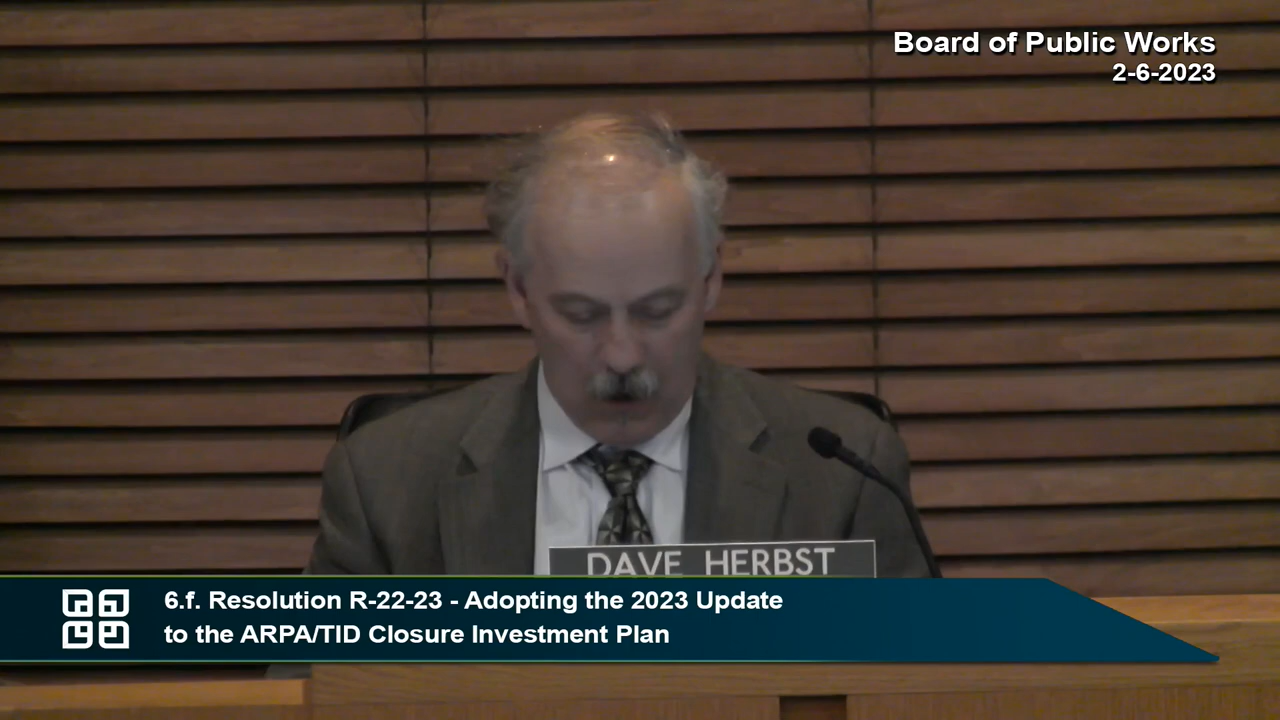 Board of Public Works
2-6-2023
DAVE HERBST
6.f. Resolution R-22-23 - Adopting the 2023 Update
to the ARPA/TID Closure Investment Plan